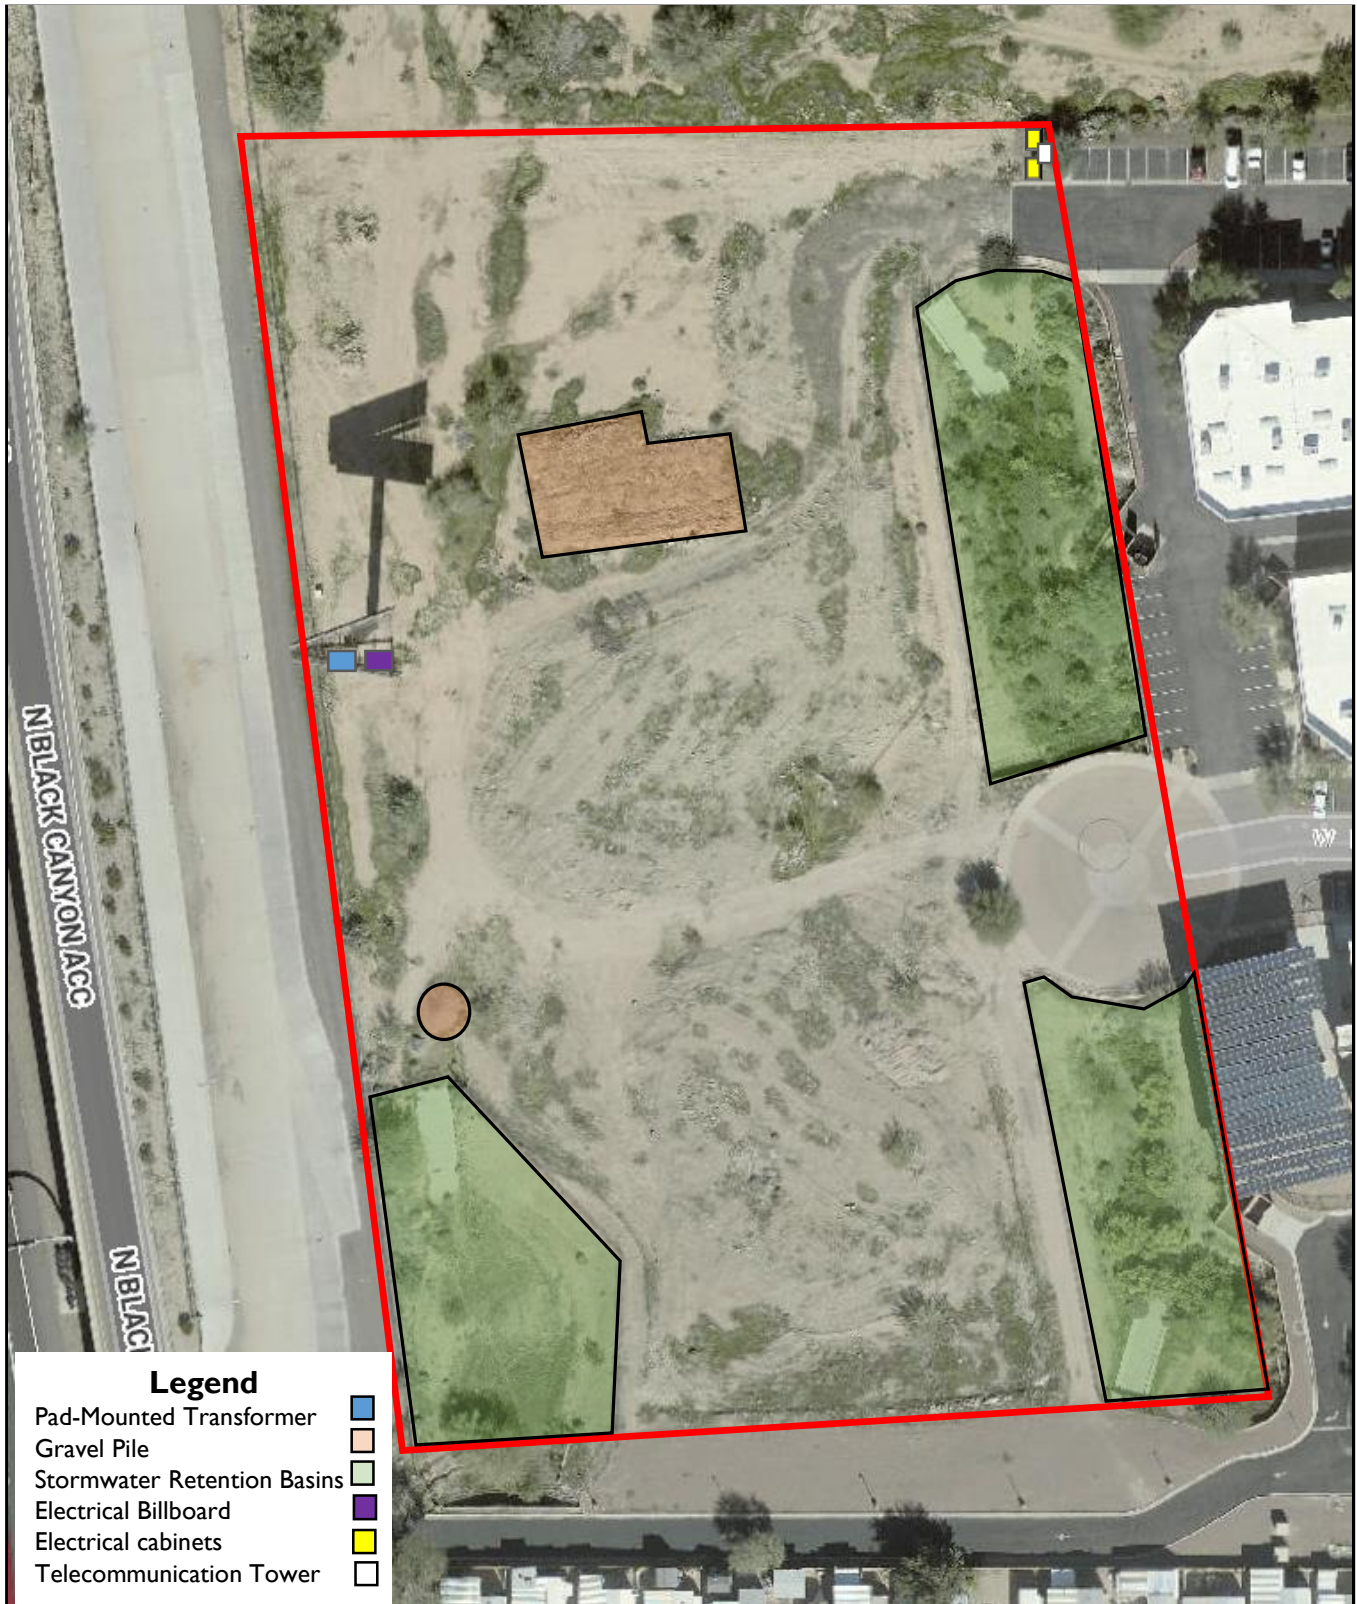 N BLACK CANYON ACC
W
N BLAC
Legend
Pad-Mounted Transformer
Gravel Pile
Stormwater Retention Basins
Electrical Billboard
Electrical cabinets
Telecommunication Tower